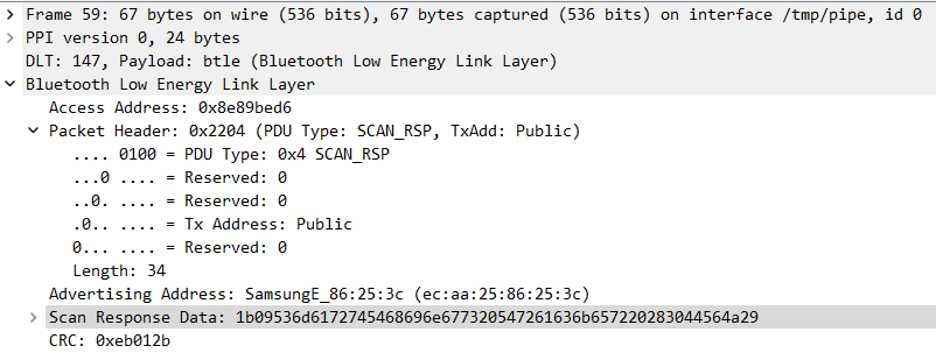 Frame 59: 67 bytes on wire (536 bits), 67 bytes captured (536 bits) on interface /tmp/pipe, id 0
PPI version 0, 24 bytes
DLT: 147, Payload: btle (Bluetooth Low Energy Link Layer)
Bluetooth Low Energy Link Layer
Access Address: 0x8e89bed6
Packet Header: 0x2204 (PDU Type: SCAN_RSP, TxAdd: Public)
.... 0100 = PDU Type: 0x4 SCAN_RSP
...0 .... = Reserved: 0
..0. .... = Reserved: 0
.0.. .... = Tx Address: Public
0... .... = Reserved: 0
Length: 34
Advertising Address: SamsungE_86:25:3c (ec:aa:25:86:25:3c)
Scan Response Data: 1b09536d6172745468696e677320547261636b657220283044564a29
CRC: 0xeb012b